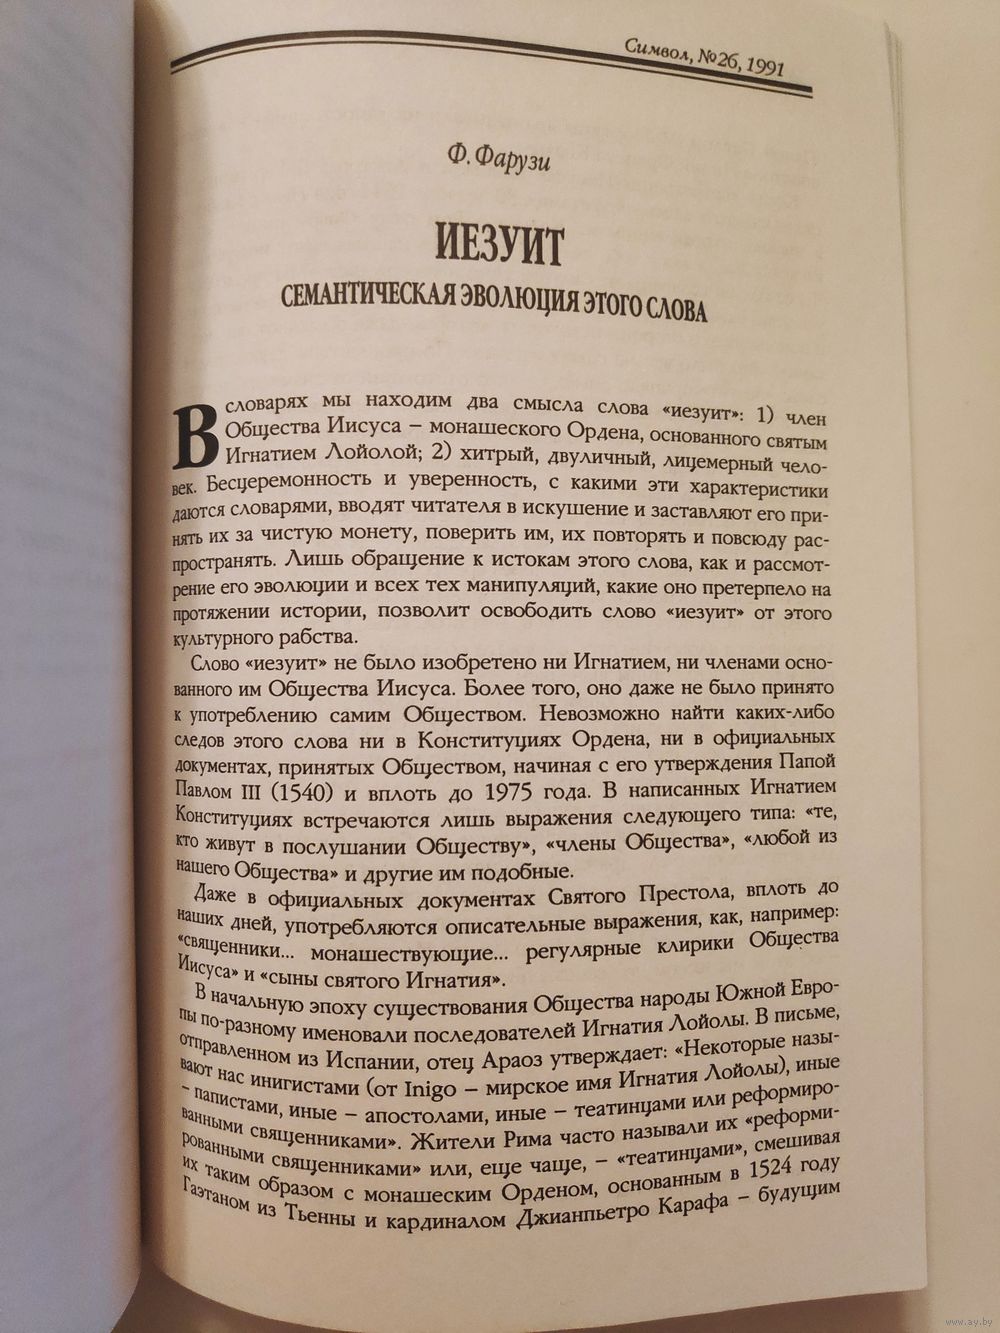 Символ, №26, 1991
Ф. Фарузи
ИЕЗУИТ
СЕМАНТИЧЕСКАЯ ЭВОЛЮЦИЯ ЭТОГО СЛОВА
В словарях мы находим два смысла слова «иезуит»: 1) член
Общества Иисуса – монашеского Ордена, основанного святым
Игнатием Лойолой; 2) хитрый, двуличный, лицемерный чело-
век. Бесцеремонность и уверенность, с какими эти характеристики
даются словарями, вводят читателя в искушение и заставляют его при-
нять их за чистую монету, поверить им, их повторять и повсюду рас-
пространять. Лишь обращение к истокам этого слова, как и рассмот-
рение его эволюции и всех тех манипуляций, какие оно претерпело на
протяжении истории, позволит освободить слово «иезуит» от этого
культурного рабства.
Слово «иезуит» не было изобретено ни Игнатием, ни членами осно-
ванного им Общества Иисуса. Более того, оно даже не было принято
к употреблению самим Обществом. Невозможно найти каких-либо
следов этого слова ни в Конституциях Ордена, ни в официальных
документах, принятых Обществом, начиная с его утверждения Папой
Павлом III (1540) и вплоть до 1975 года. В написанных Игнатием
Конституциях встречаются лишь выражения следующего типа: «те,
кто живут в послушании Обществу», «члены Общества», «любой из
нашего Общества» и другие им подобные.
Даже в официальных документах Святого Престола, вплоть до
наших дней, употребляются описательные выражения, как, например:
«священники... монашествующие... регулярные клирики Общества
Иисуса» и «сыны святого Игнатия».
В начальную эпоху существования Общества народы Южной Евро-
пы по-разному именовали последователей Игнатия Лойолы. В письме,
отправленном из Испании, отец Араоз утверждает: «Некоторые назы-
вают нас инигистами (от Inigo – мирское имя Игнатия Лойолы), иные
– папистами, иные – апостолами, иные – театинцами или реформиро-
ванными священниками». Жители Рима часто называли их «реформи-
рованными священниками» или, еще чаще, – «театинцами», смешивая
их таким образом с монашеским Орденом, основанным в 1524 году
Гаэтаном из Тьенны и кардиналом Джианпьетро Карафа – будущим
www.ay.by